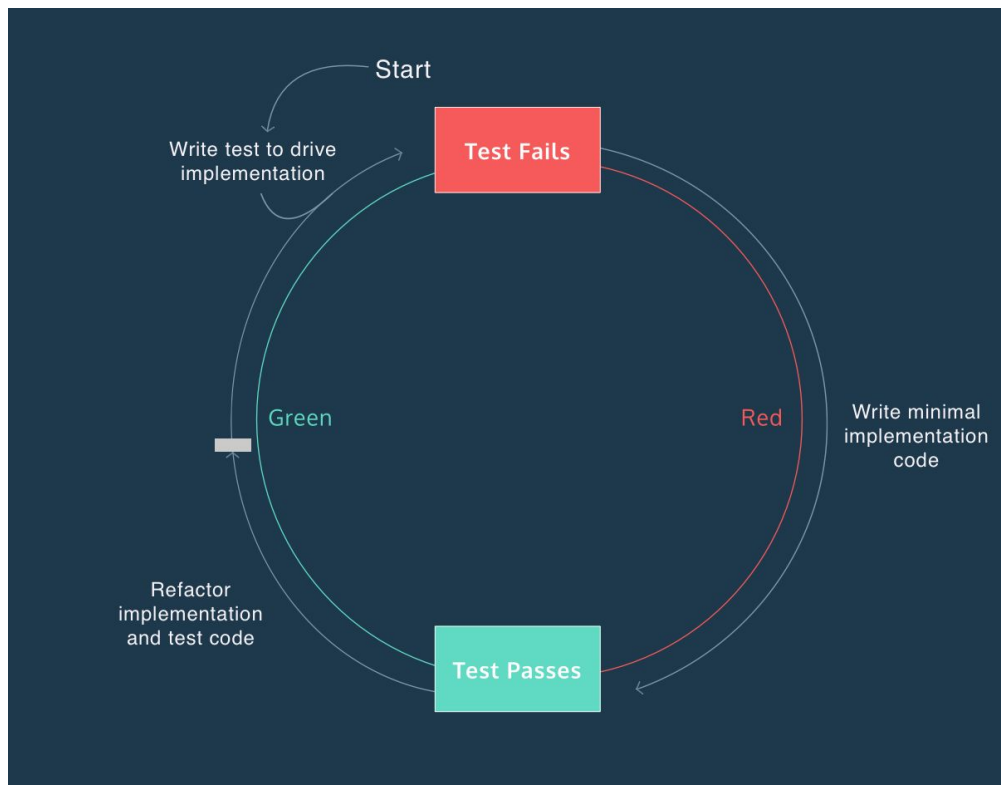 Start
Write test to drive
implementation
Test Fails
Green
Red
Write minimal
implementation
code
Refactor
implementation
and test code
Test Passes